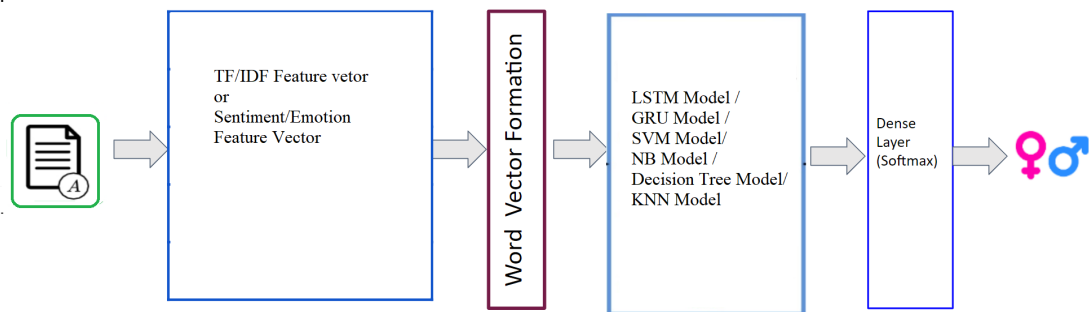 A
TF/IDF Feature vetor
or
Sentiment/Emotion
Feature Vector
Word Vector Formation
LSTM Model /
GRU Model /
SVM Model/
NB Model /
Decision Tree Model/
KNN Model
Dense
Layer
(Softmax)